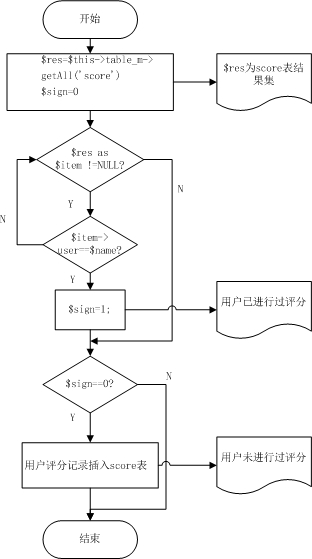 开始
$res=$this->table_m->
getAll('score')
$sign=0
$res为score表结
果集
$res as
$item !=NULL?
N
Y
N
$item->
user==$name?
Y
$sign=1;
用户已进行过评分
$sign==0?
N
Y
用户评分记录插入score表
用户未进行过评分
结束